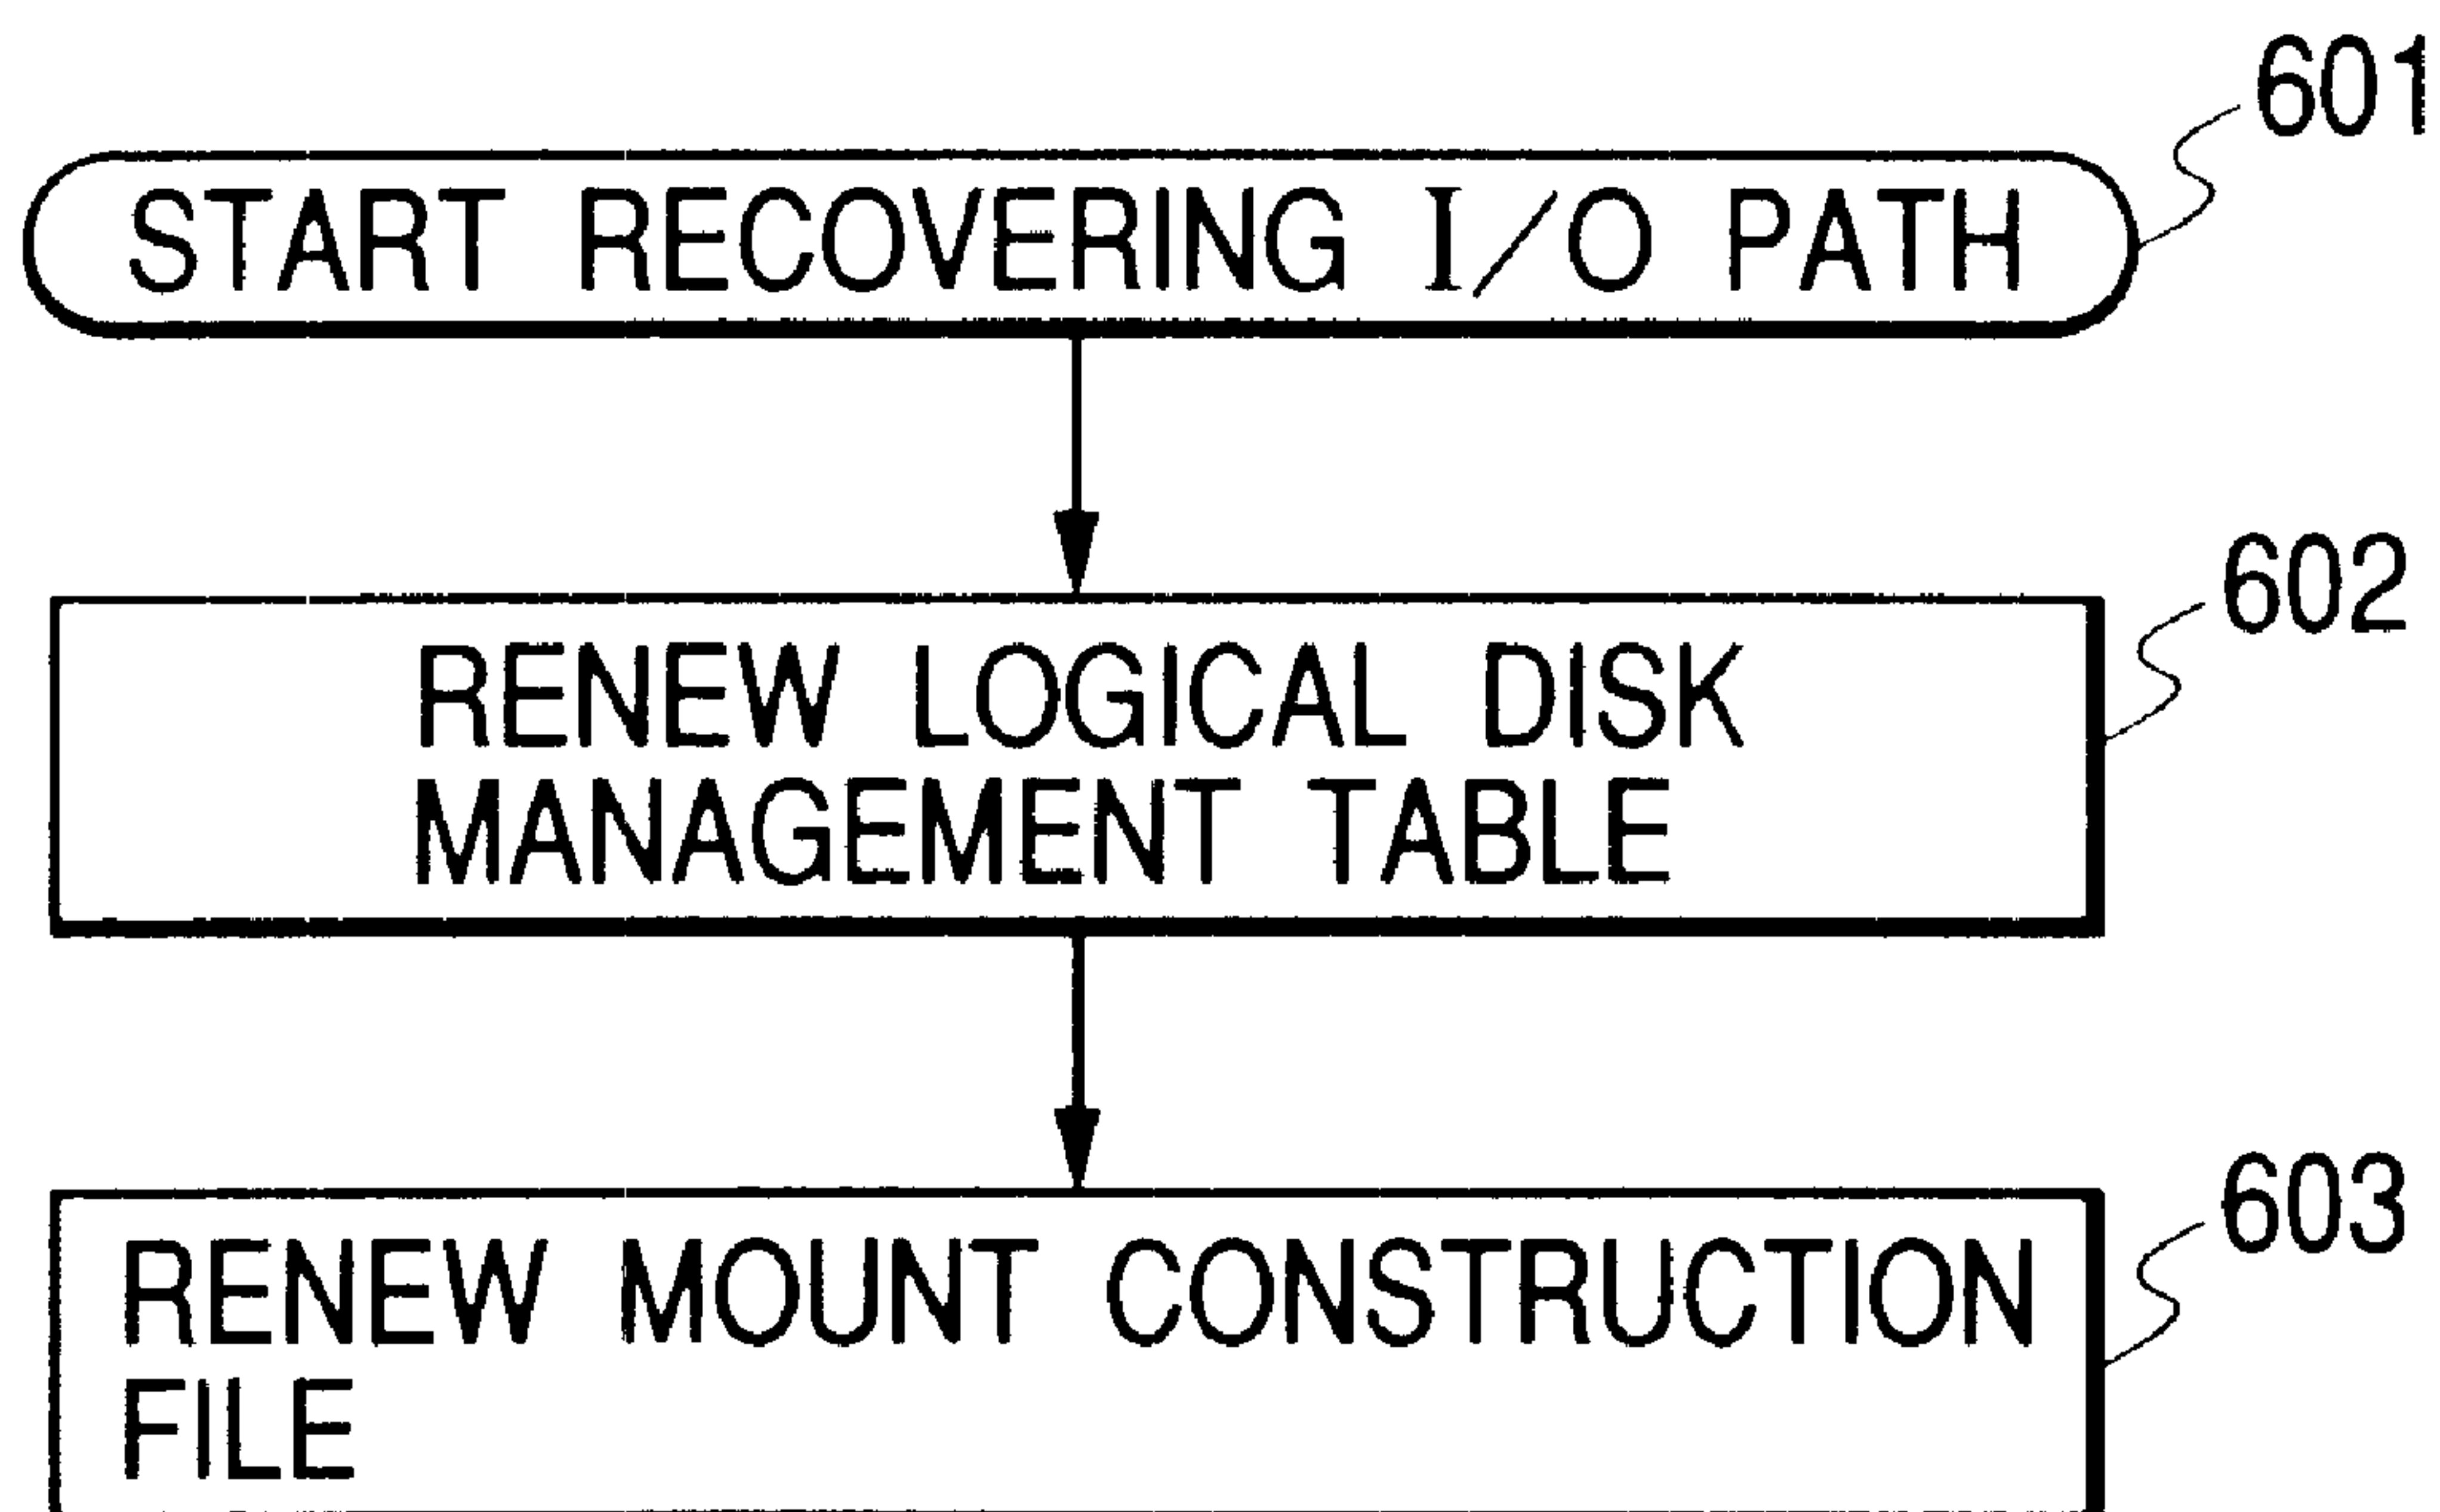 601
START RECOVERING I/O PATH
602
RENEW LOGICAL DISK
MANAGEMENT TABLE
603
RENEW MOUNT CONSTRUCTION
FILE